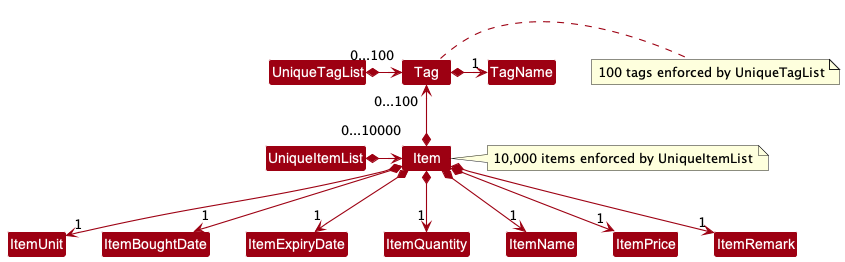 0...100
UniqueTagList
Tag
1
TagName
100 tags enforced by UniqueTagList
0...100
0...10000
UniqueItemList
Item
10,000 items enforced by UniqueItemList
1
1
1
1
1
1
1
ItemUnit
ItemBoughtDate
ItemExpiryDate
ItemQuantity
ItemName
ItemPrice
ItemRemark